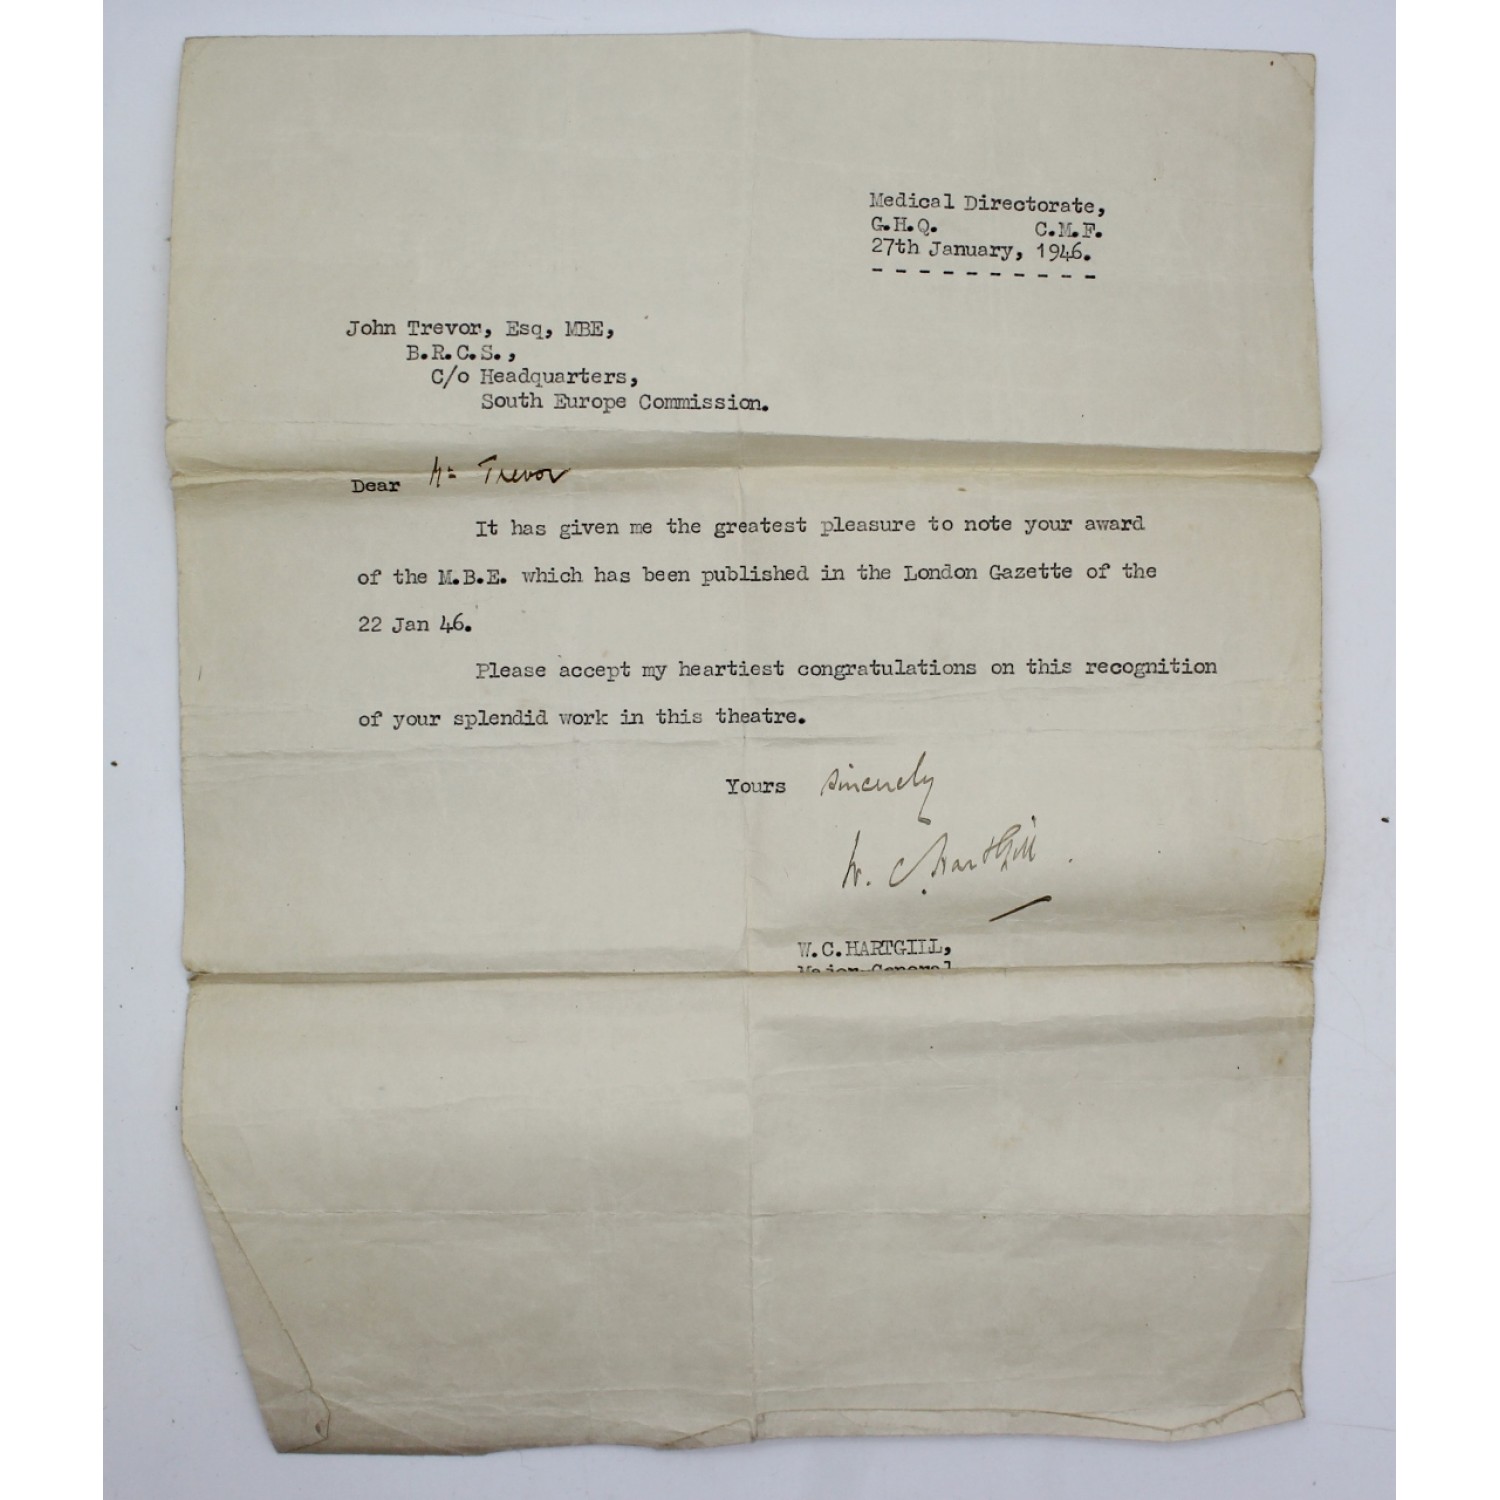 Medical Directorate,
G.H.Q. C.M.F.
27th January, 1946.
- - - - - - - - - -
John Trevor, Esq, MBE,
B.R.C.S.,
C/o Headquarters,
South Europe Commission.
Dear Mr Trevor
It has given me the greatest pleasure to note your award
of the M.B.E. which has been published in the London Gazette of the
22 Jan 46.
Please accept my heartiest congratulations on this recognition
of your splendid work in this theatre.
Yours sincerely
W. C. Hartgill.
W.C.HARTGILL,
Major-General